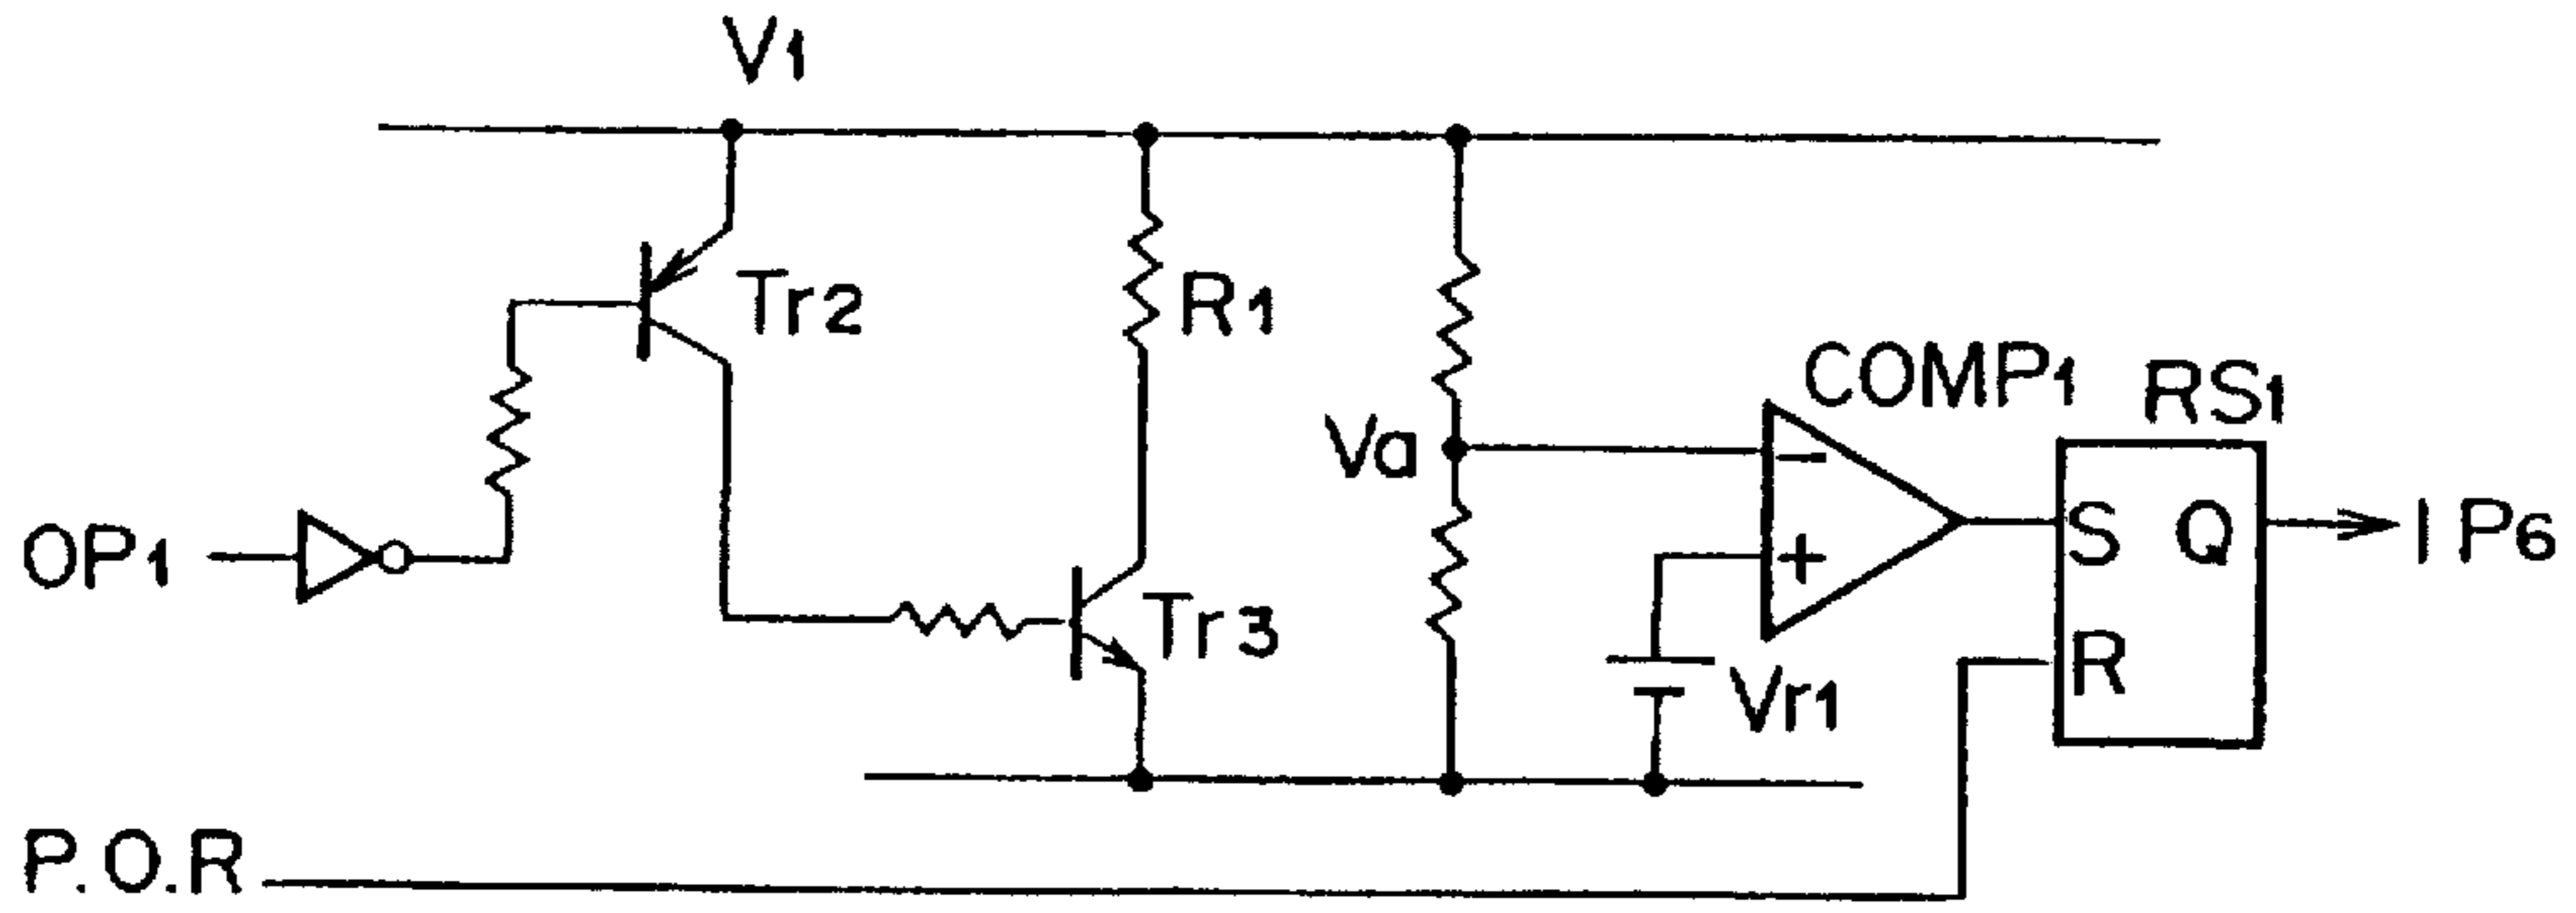 V1
Tr2
R1
COMP1
RS1
Va
−
S Q
IP6
OP1
+
Tr3
R
Vr1
P.O.R